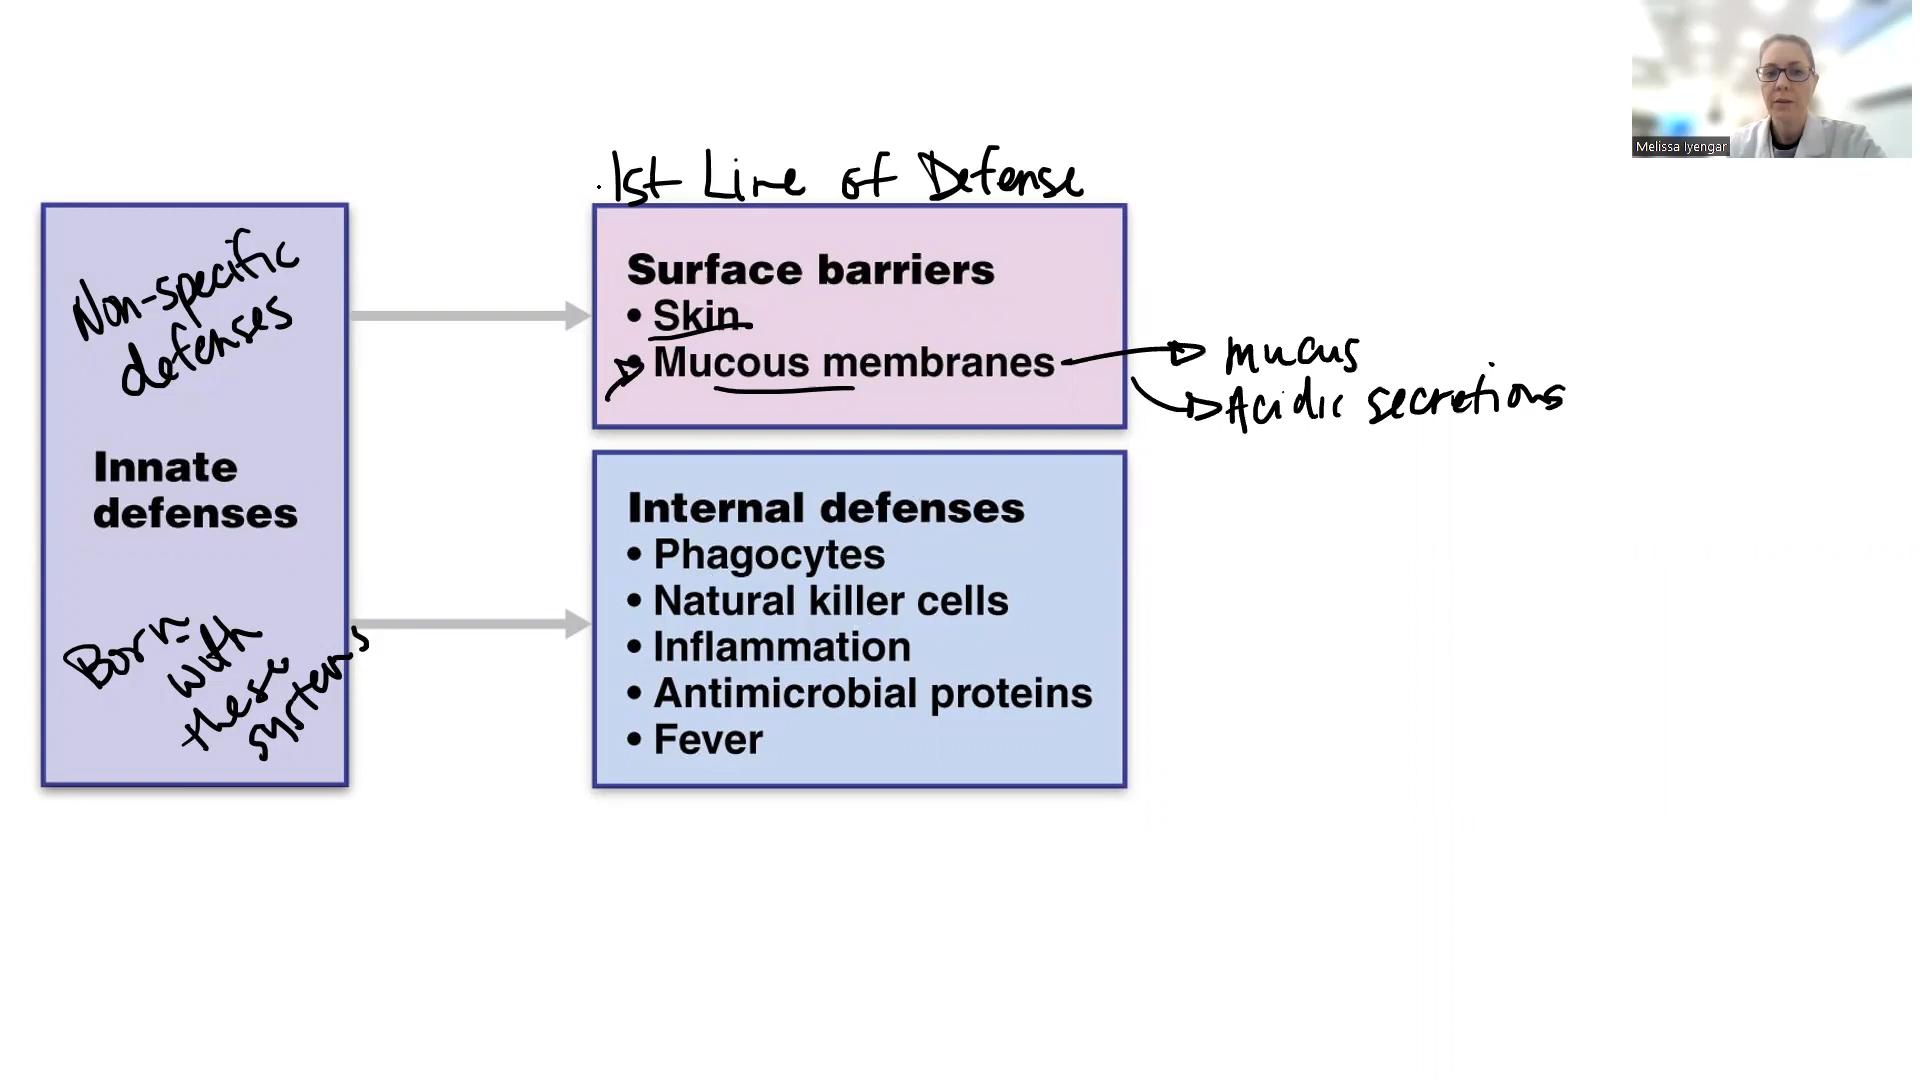 Melissa Iyengar
1st Line of Defense
Non-specific
defenses
Innate
defenses
Born
with
these
systems
Surface barriers
• Skin
• Mucous membranes
mucus
Acidic secretions
Internal defenses
• Phagocytes
• Natural killer cells
• Inflammation
• Antimicrobial proteins
• Fever